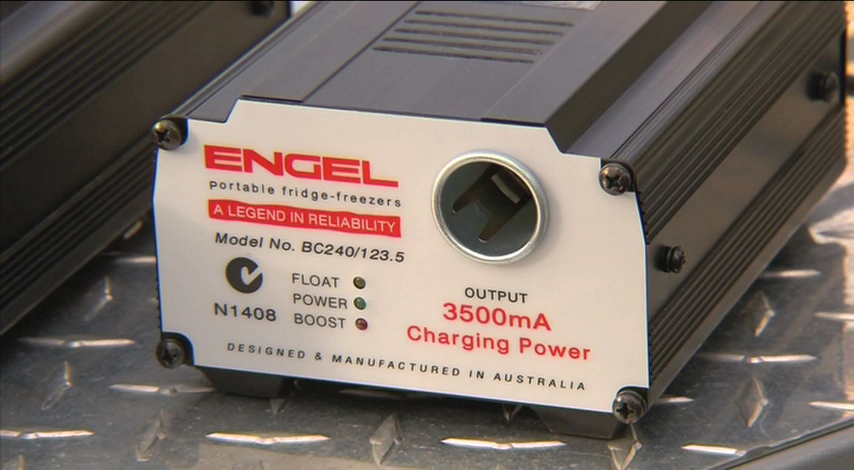 ENGEL
portable fridge-freezers
A LEGEND IN RELIABILITY
Model No. BC240/123.5
N1408
FLOAT
POWER
BOOST
OUTPUT
3500mA
Charging Power
DESIGNED & MANUFACTURED IN AUSTRALIA